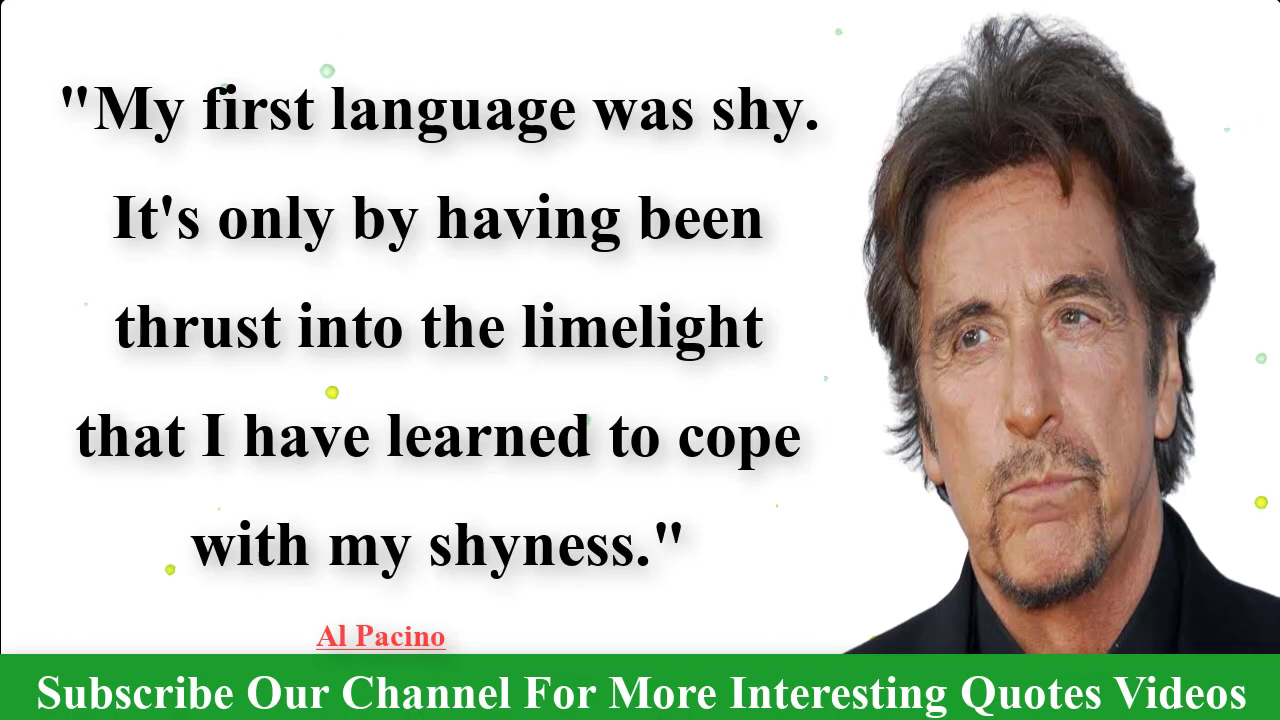 "My first language was shy.
It's only by having been
thrust into the limelight
that I have learned to cope
with my shyness."
Al Pacino
Subscribe Our Channel For More Interesting Quotes Videos